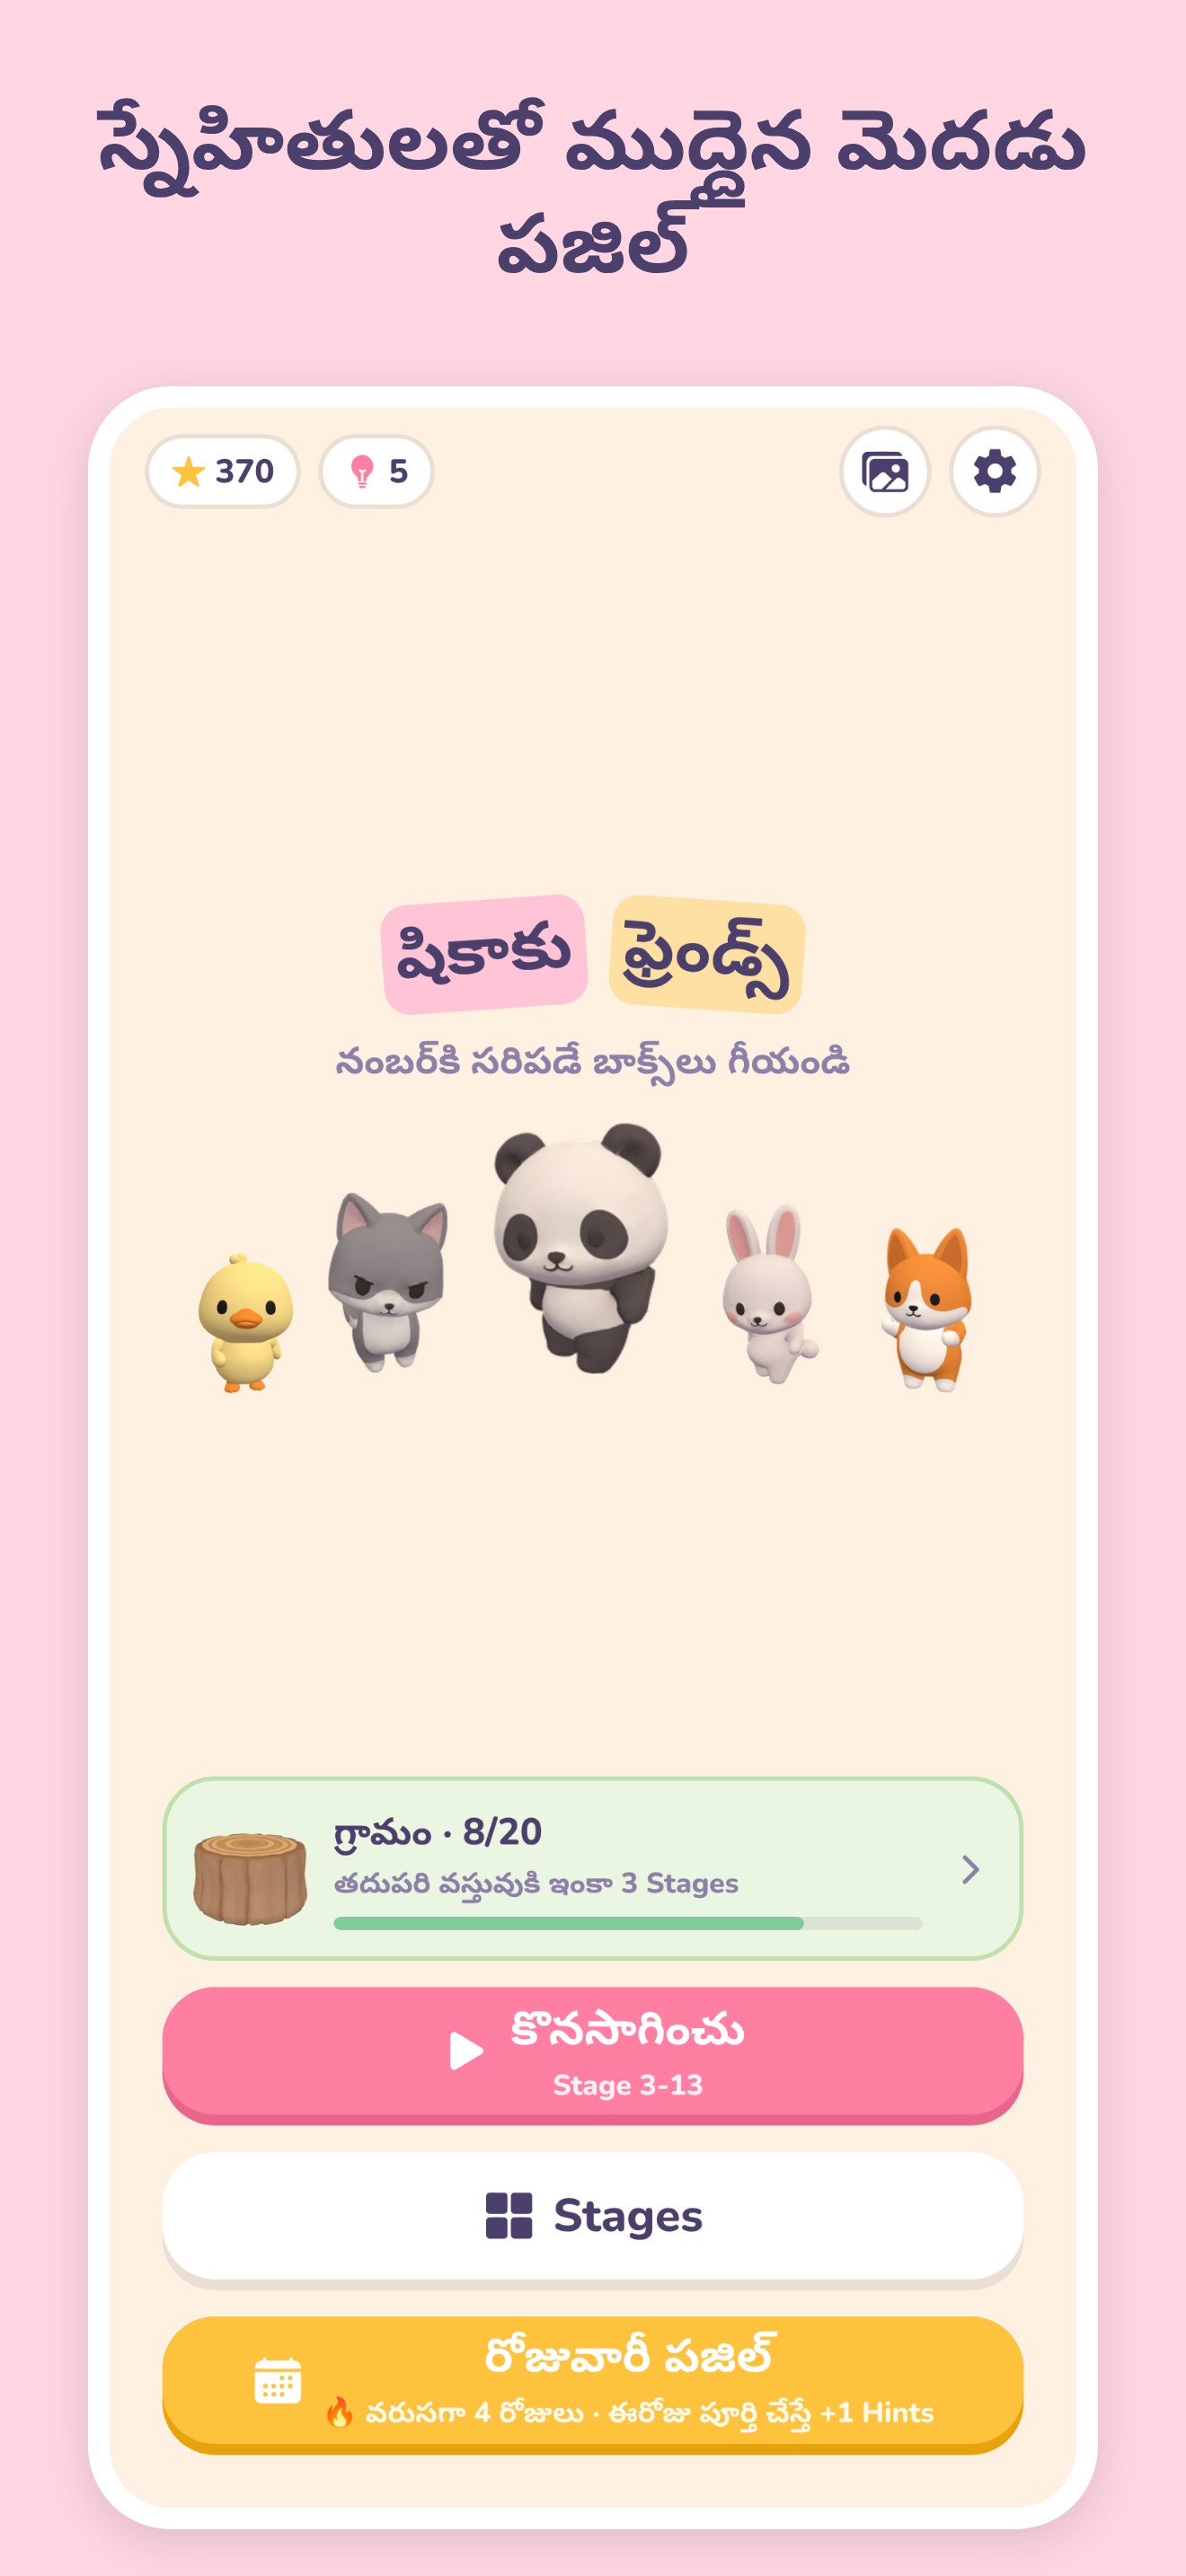 స్నేహితులతో ముద్దైన మెదడు
పజిల్
370
5
షికాకు ఫ్రెండ్స్
నంబర్‌కి సరిపడే బాక్స్‌లు గీయండి
గ్రామం · 8/20
తదుపరి వస్తువుకి ఇంకా 3 Stages
కొనసాగించు
Stage 3-13
Stages
రోజువారీ పజిల్
🔥 వరుసగా 4 రోజులు · ఈరోజు పూర్తి చేస్తే +1 Hints